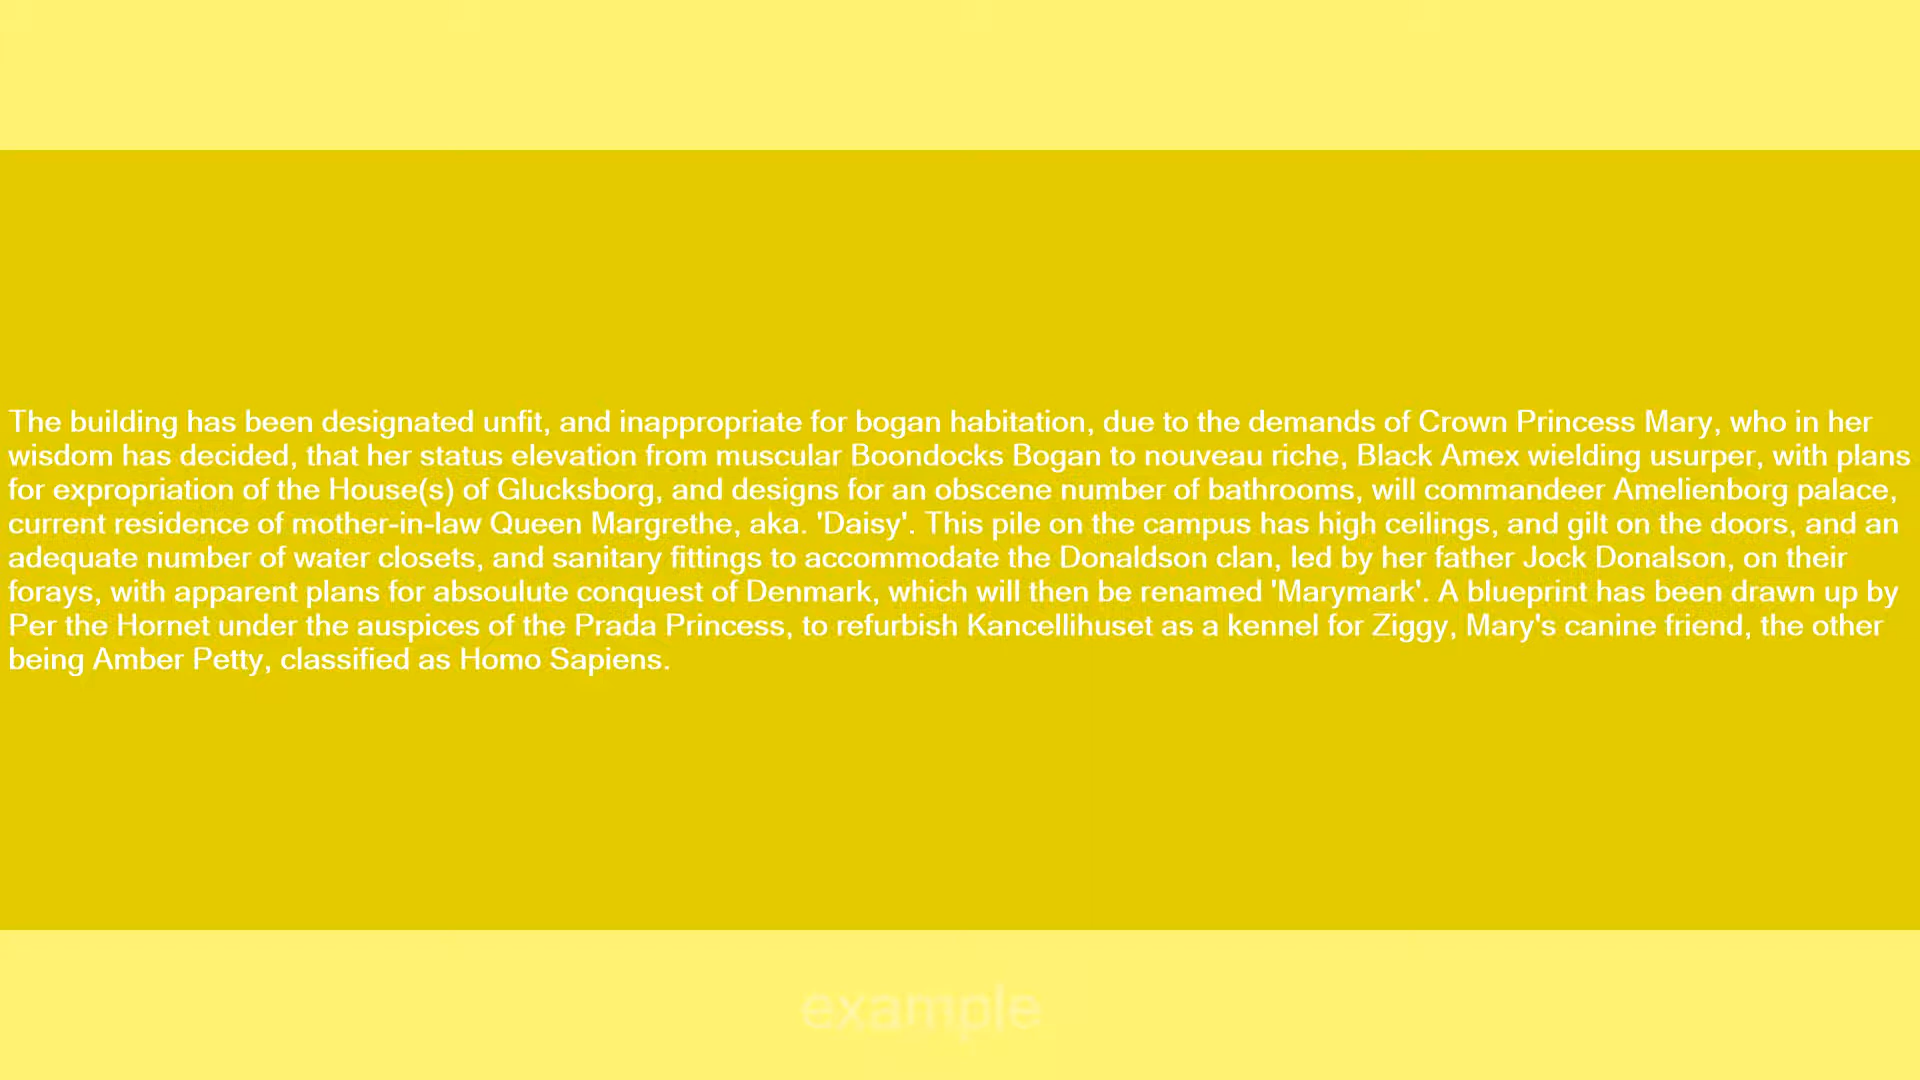 The building has been designated unfit, and inappropriate for bogan habitation, due to the demands of Crown Princess Mary, who in her
wisdom has decided, that her status elevation from muscular Boondocks Bogan to nouveau riche, Black Amex wielding usurper, with plans
for expropriation of the House(s) of Glucksborg, and designs for an obscene number of bathrooms, will commandeer Amelienborg palace,
current residence of mother-in-law Queen Margrethe, aka. 'Daisy'. This pile on the campus has high ceilings, and gilt on the doors, and an
adequate number of water closets, and sanitary fittings to accommodate the Donaldson clan, led by her father Jock Donalson, on their
forays, with apparent plans for absoulute conquest of Denmark, which will then be renamed 'Marymark'. A blueprint has been drawn up by
Per the Hornet under the auspices of the Prada Princess, to refurbish Kancellihuset as a kennel for Ziggy, Mary's canine friend, the other
being Amber Petty, classified as Homo Sapiens.
example